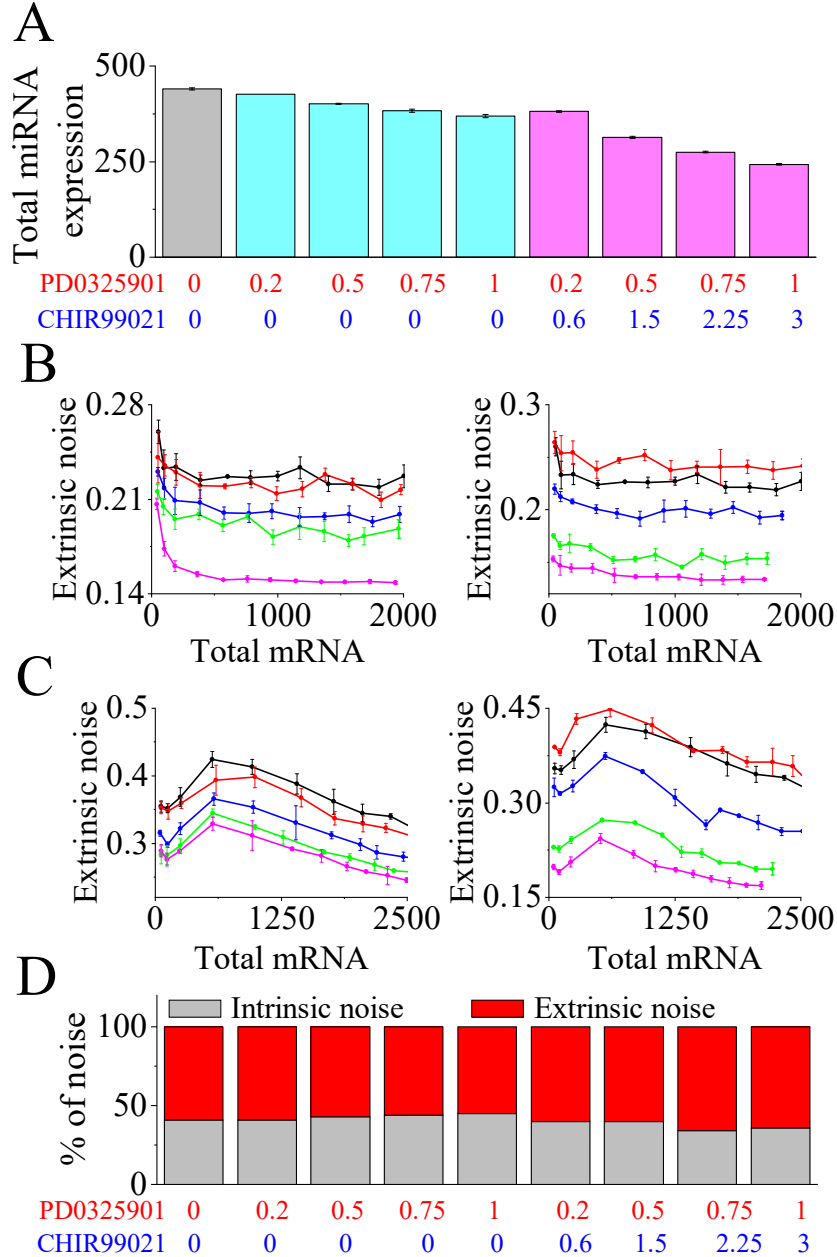 A
Total miRNA
expression
500
250
0
PD0325901 0 0.2 0.5 0.75 1 0.2 0.5 0.75 1
CHIR99021 0 0 0 0 0 0.6 1.5 2.25 3
B
Extrinsic noise
0.28
0.21
0.14
0 1000 2000
Total mRNA
Extrinsic noise
0.3
0.2
0 1000 2000
Total mRNA
C
Extrinsic noise
0.5
0.4
0.3
0 1250 2500
Total mRNA
Extrinsic noise
0.45
0.30
0.15
0 1250 2500
Total mRNA
D
% of noise
Intrinsic noise Extrinsic noise
100
50
0
PD0325901 0 0.2 0.5 0.75 1 0.2 0.5 0.75 1
CHIR99021 0 0 0 0 0 0.6 1.5 2.25 3